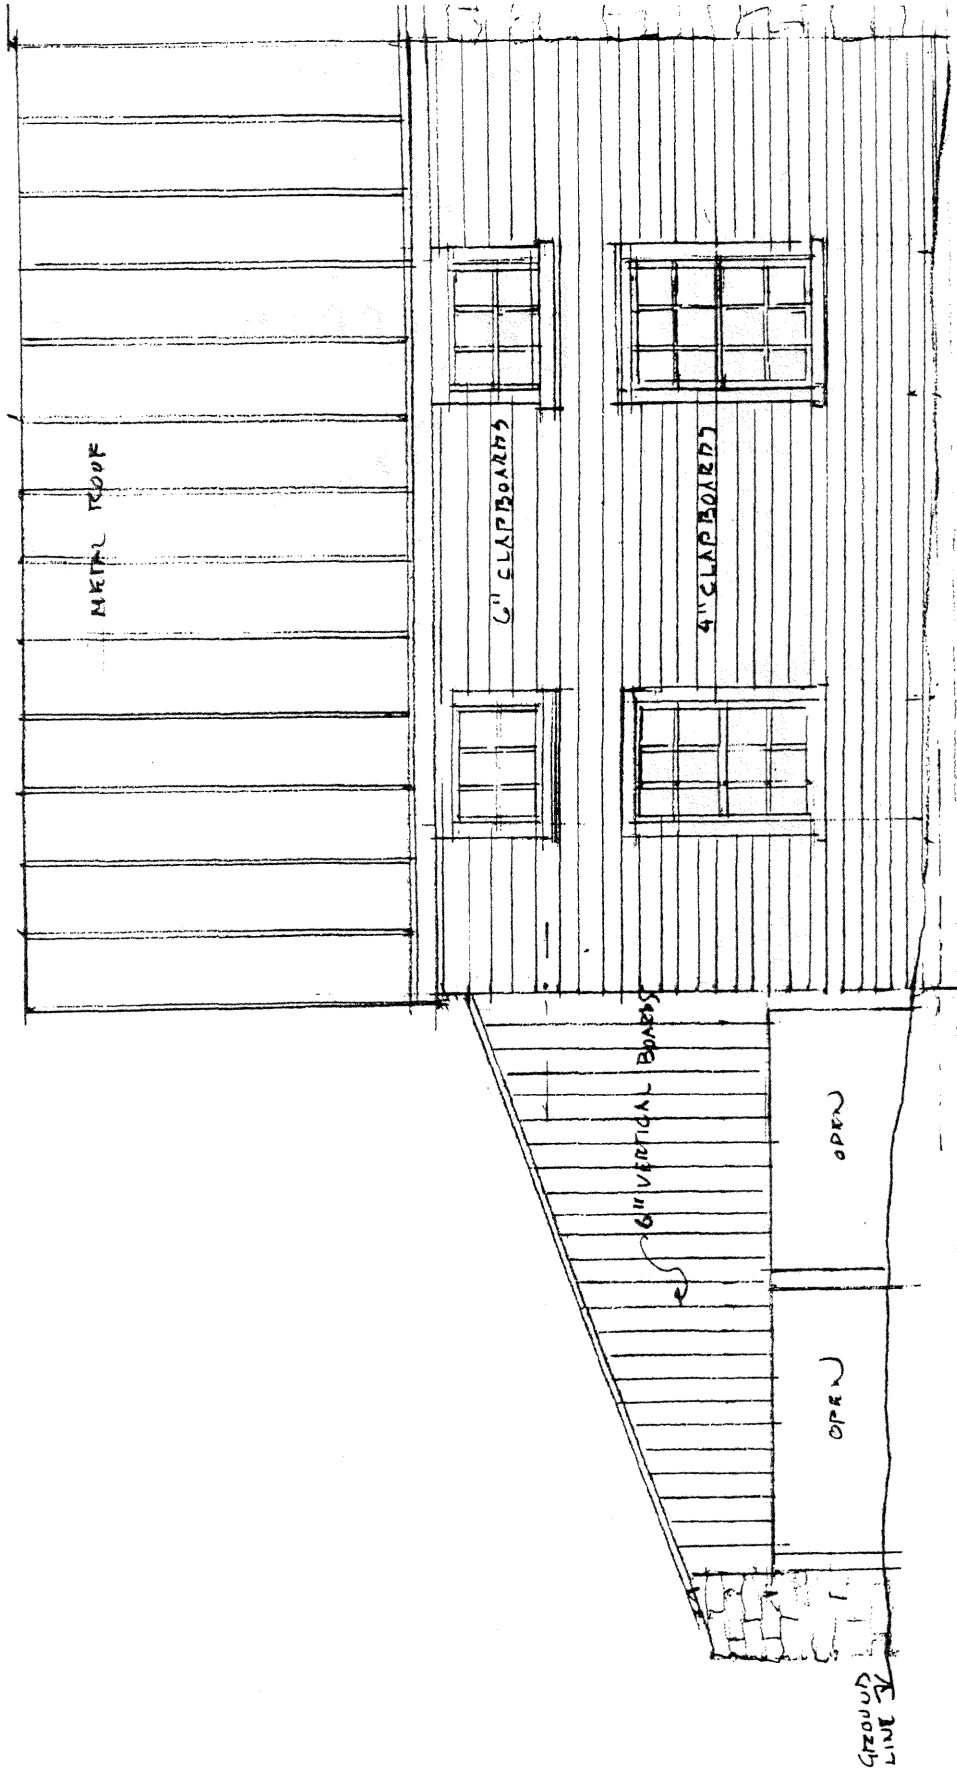 METAL ROOF
6" CLAPBOARDS
4" CLAPBOARDS
6" VERTICAL BOARDS
OPEN
OPEN
GROUND
LINE